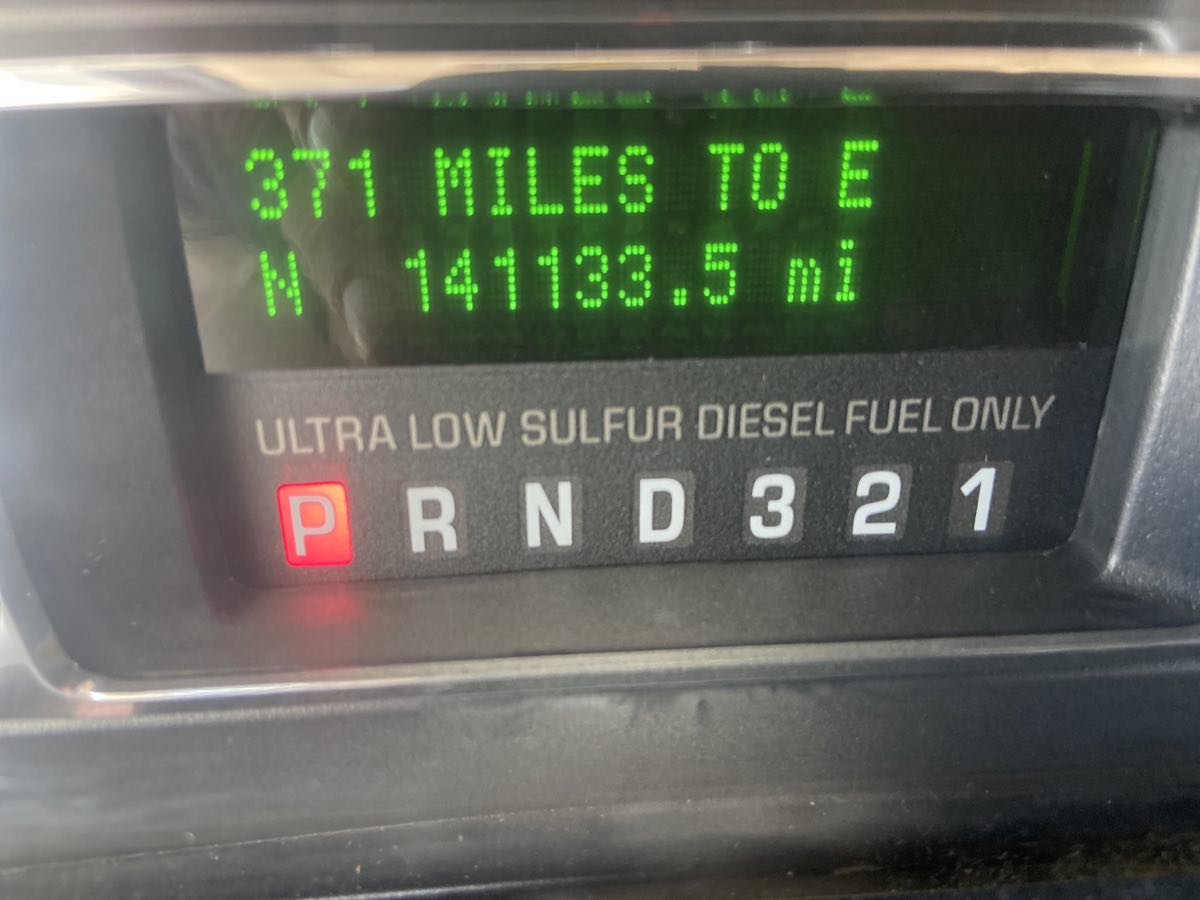 371 MILES TO E
N 141133.5 mi
ULTRA LOW SULFUR DIESEL FUEL ONLY
P R N D 3 2 1